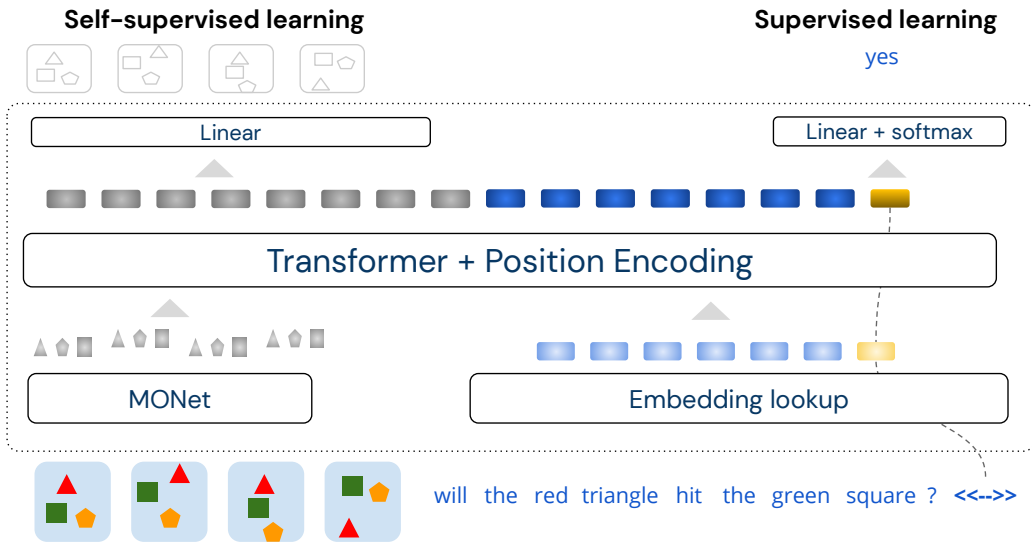 Self-supervised learning
Supervised learning
yes
Linear
Linear + softmax
Transformer + Position Encoding
MONet
Embedding lookup
will the red triangle hit the green square ? <<-->>